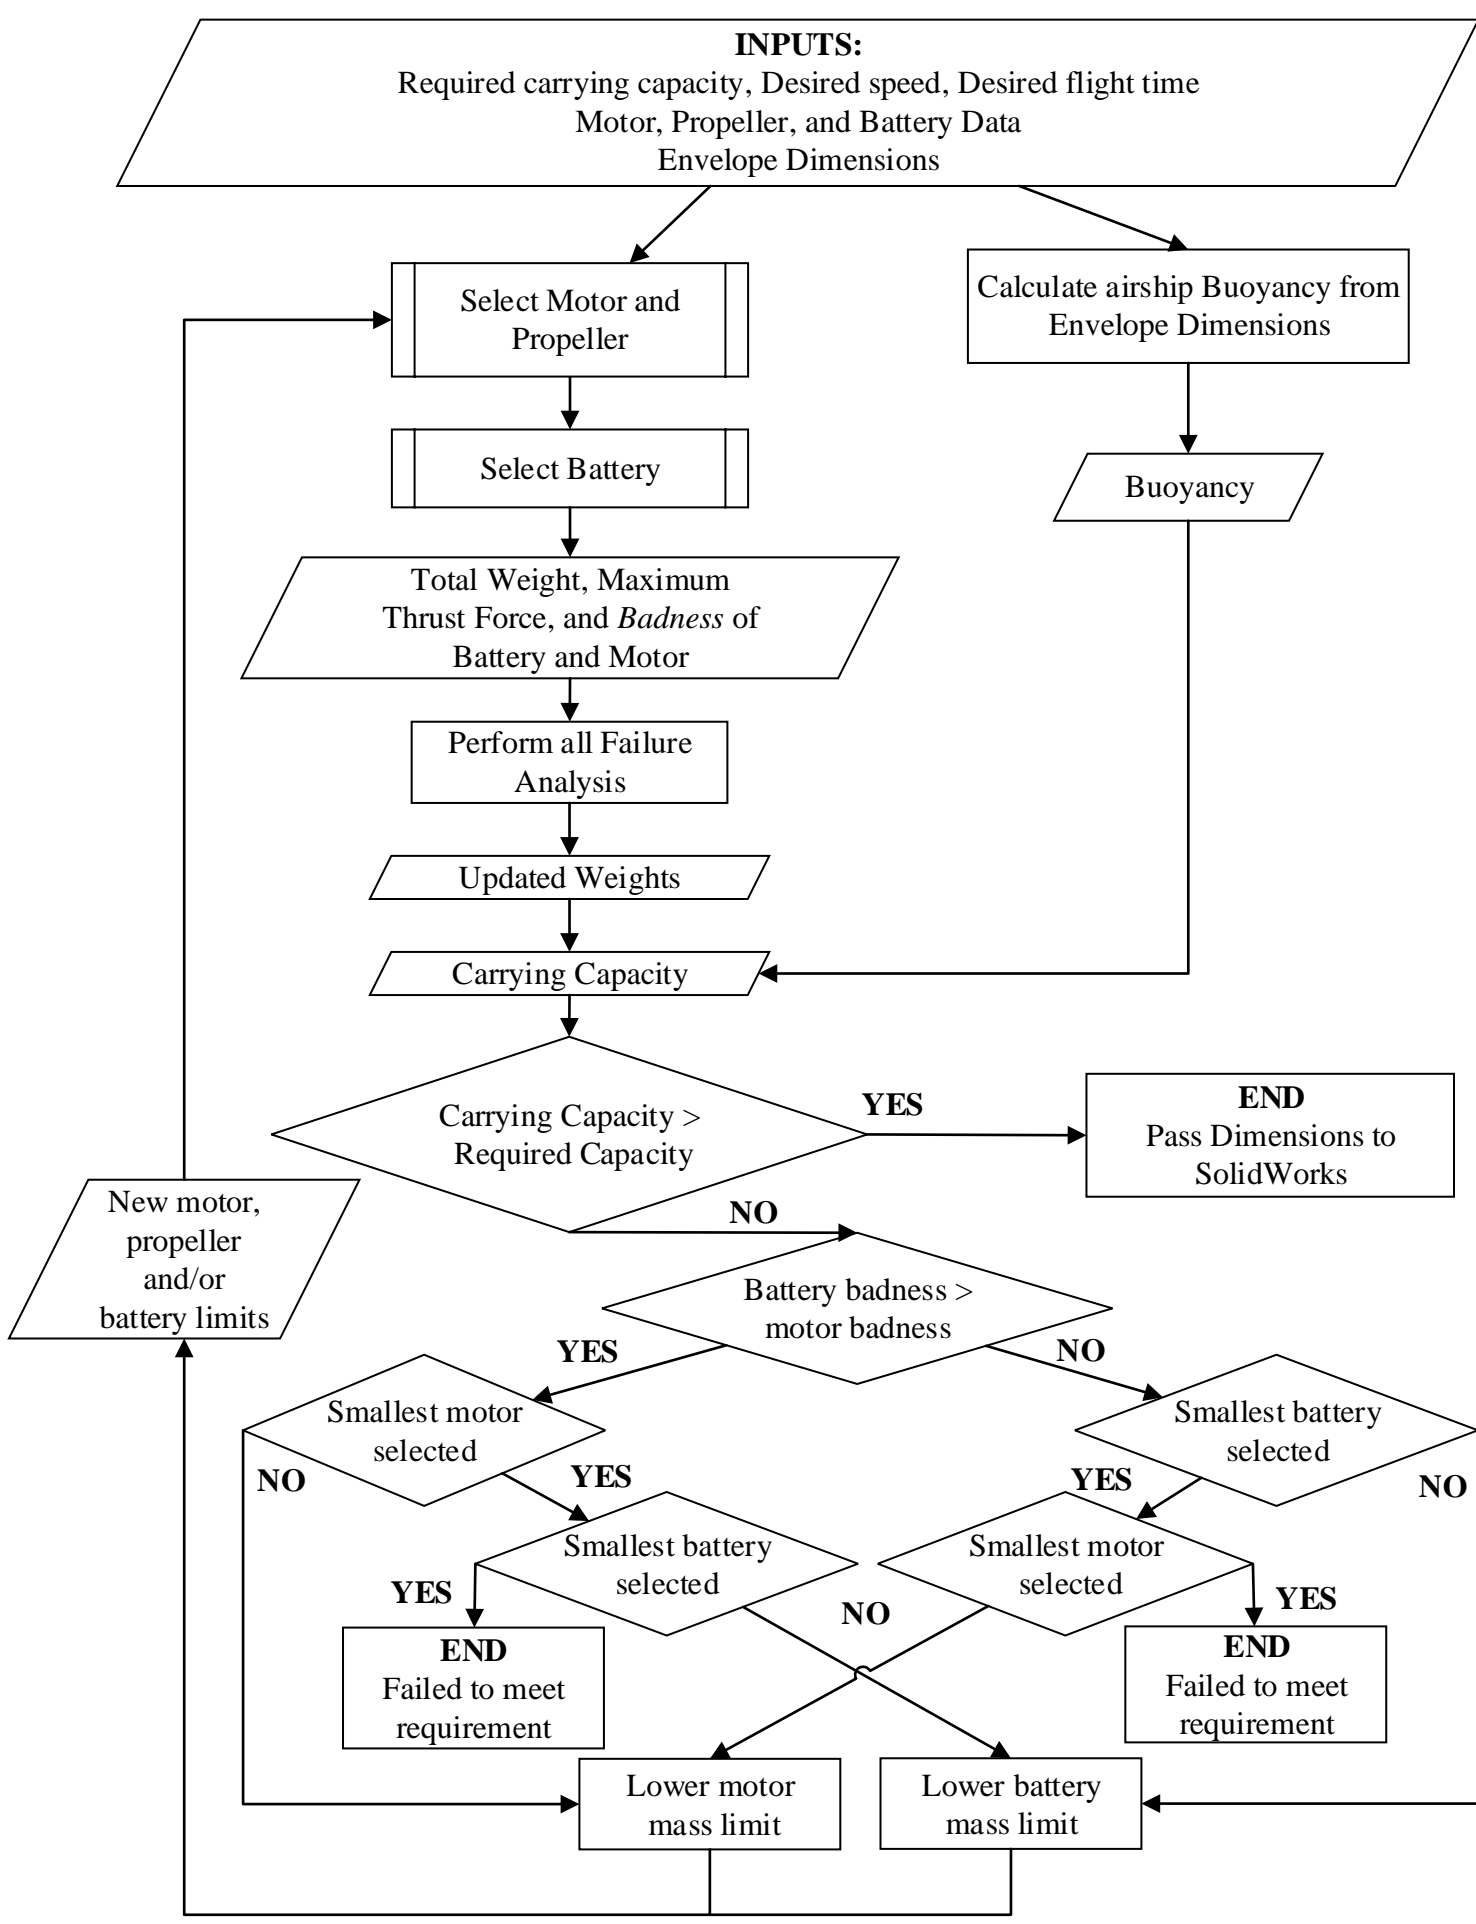 INPUTS:
Required carrying capacity, Desired speed, Desired flight time
Motor, Propeller, and Battery Data
Envelope Dimensions
Select Motor and
Propeller
Calculate airship Buoyancy from
Envelope Dimensions
Select Battery
Buoyancy
Total Weight, Maximum
Thrust Force, and Badness of
Battery and Motor
Perform all Failure
Analysis
Updated Weights
Carrying Capacity
Carrying Capacity >
Required Capacity
YES
END
Pass Dimensions to
SolidWorks
NO
New motor,
propeller
and/or
battery limits
Battery badness >
motor badness
YES
NO
Smallest motor
selected
Smallest battery
selected
NO
YES
YES
NO
Smallest battery
selected
Smallest motor
selected
YES
NO
YES
END
Failed to meet
requirement
END
Failed to meet
requirement
Lower motor
mass limit
Lower battery
mass limit